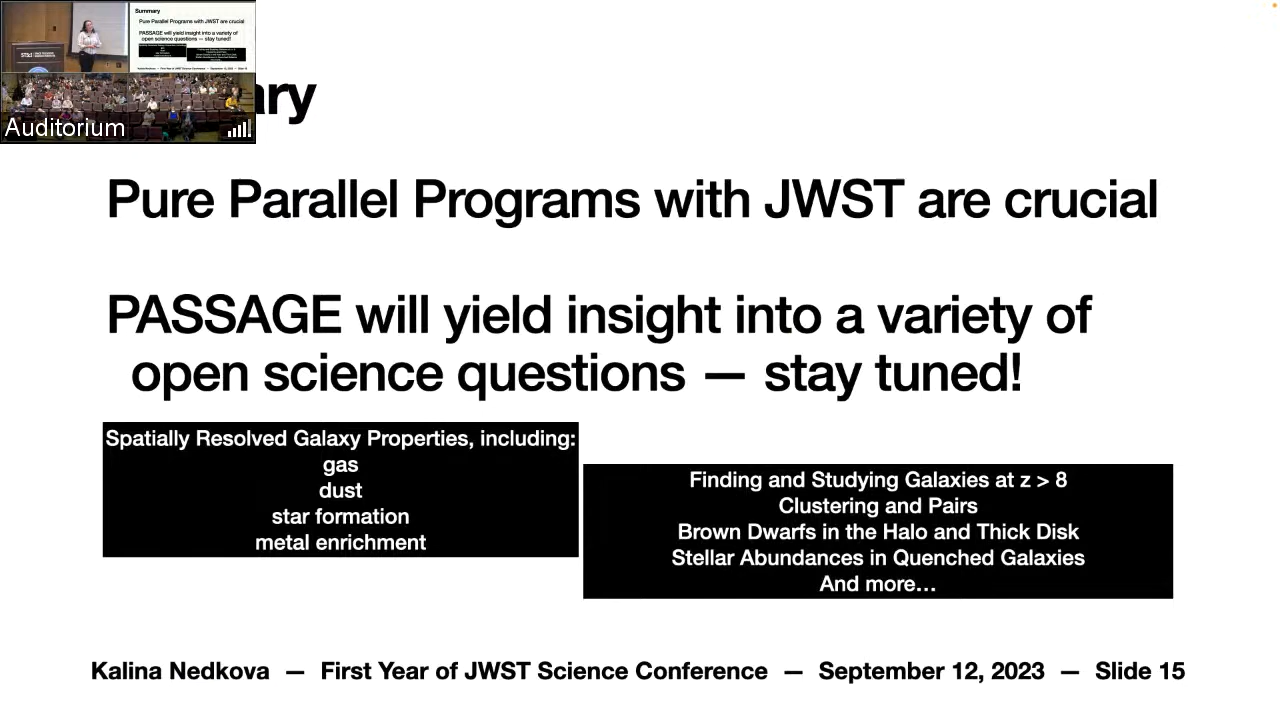 Summary
Pure Parallel Programs with JWST are crucial
PASSAGE will yield insight into a variety of
open science questions — stay tuned!
Auditorium
ary
Pure Parallel Programs with JWST are crucial
PASSAGE will yield insight into a variety of
open science questions — stay tuned!
Spatially Resolved Galaxy Properties, including:
gas
dust
star formation
metal enrichment
Finding and Studying Galaxies at z > 8
Clustering and Pairs
Brown Dwarfs in the Halo and Thick Disk
Stellar Abundances in Quenched Galaxies
And more…
Kalina Nedkova — First Year of JWST Science Conference — September 12, 2023 — Slide 15